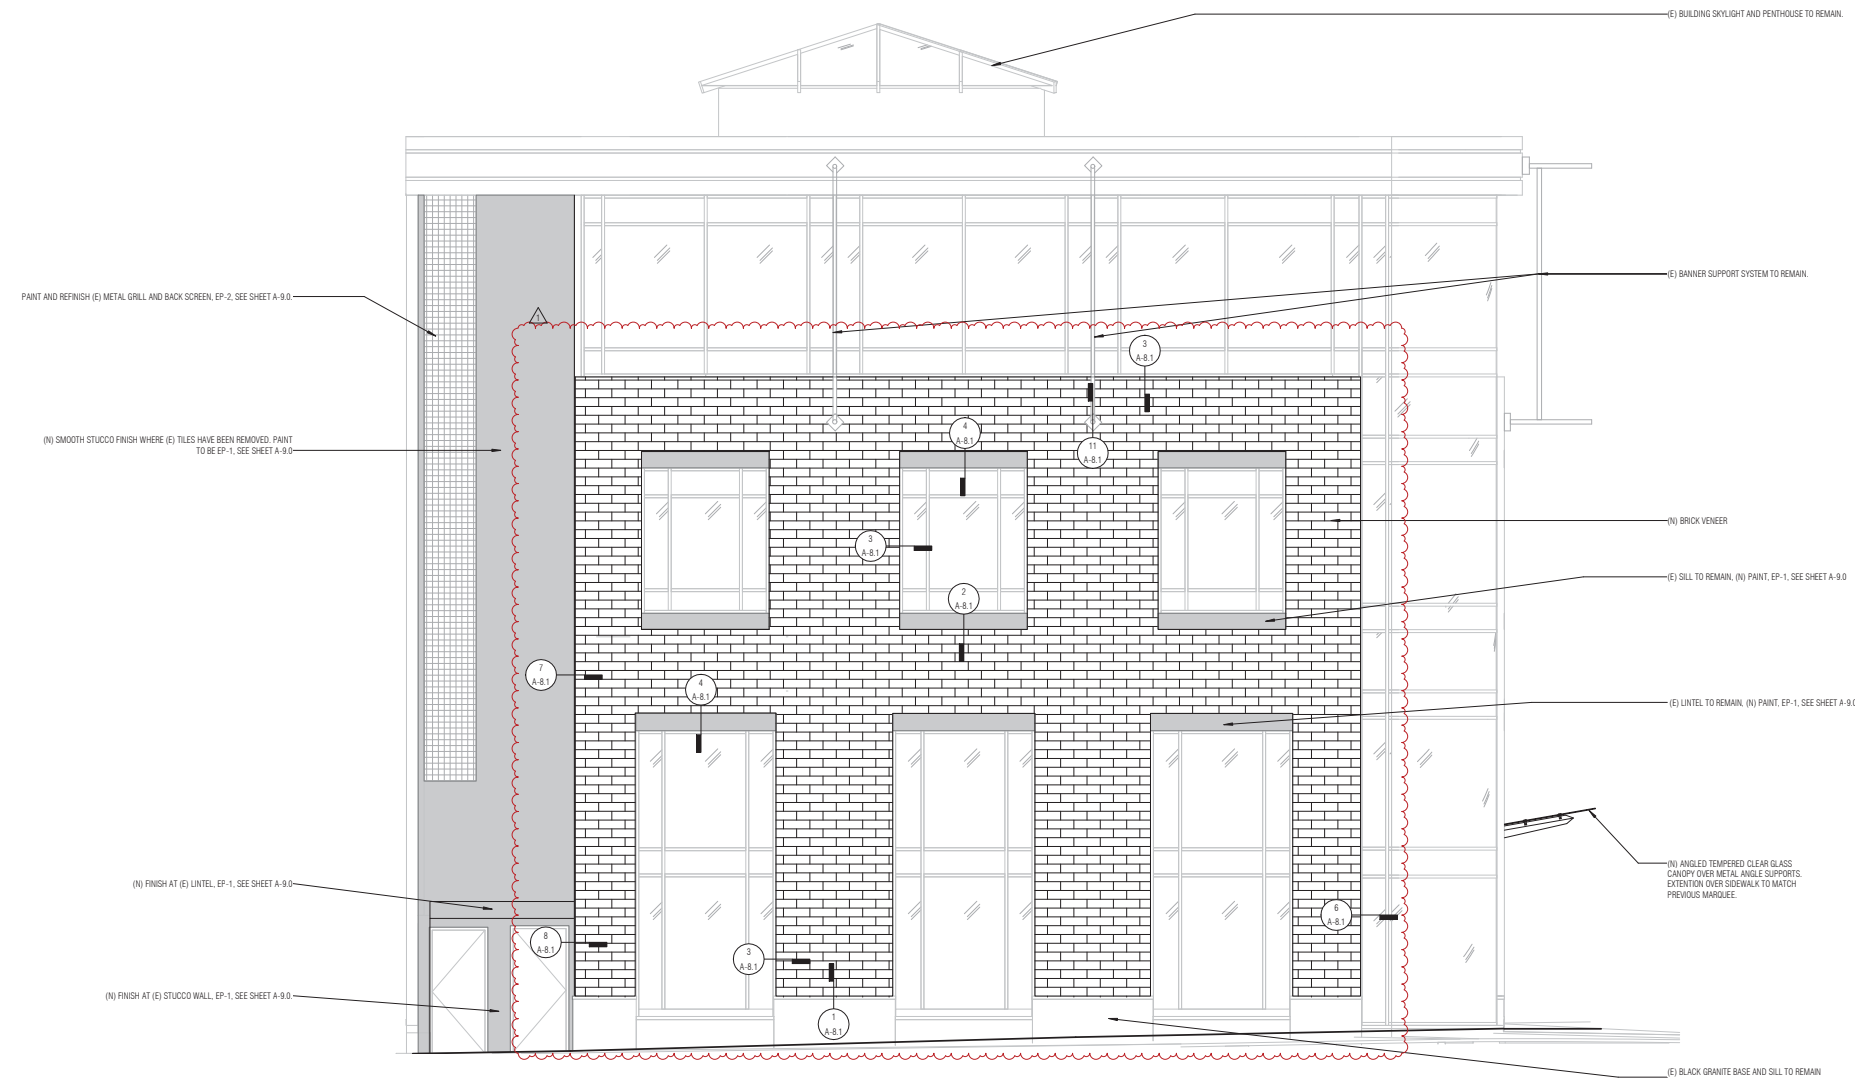 (E) BUILDING SKYLIGHT AND PENTHOUSE TO REMAIN.
(E) BANNER SUPPORT SYSTEM TO REMAIN.
PAINT AND REFINISH (E) METAL GRILL AND BACK SCREEN, EP-2, SEE SHEET A-9.0.
1
3
A-8.1
4
A-8.1
11
A-8.1
(N) SMOOTH STUCCO FINISH WHERE (E) TILES HAVE BEEN REMOVED. PAINT
TO BE EP-1, SEE SHEET A-9.0
(N) BRICK VENEER
3
A-8.1
(E) SILL TO REMAIN, (N) PAINT, EP-1, SEE SHEET A-9.0
2
A-8.1
7
A-8.1
4
A-8.1
(E) LINTEL TO REMAIN, (N) PAINT, EP-1, SEE SHEET A-9.0
(N) ANGLED TEMPERED CLEAR GLASS
CANOPY OVER METAL ANGLE SUPPORTS.
EXTENTION OVER SIDEWALK TO MATCH
PREVIOUS MARQUEE.
(N) FINISH AT (E) LINTEL, EP-1, SEE SHEET A-9.0
6
A-8.1
8
A-8.1
3
A-8.1
(N) FINISH AT (E) STUCCO WALL, EP-1, SEE SHEET A-9.0.
1
A-8.1
(E) BLACK GRANITE BASE AND SILL TO REMAIN